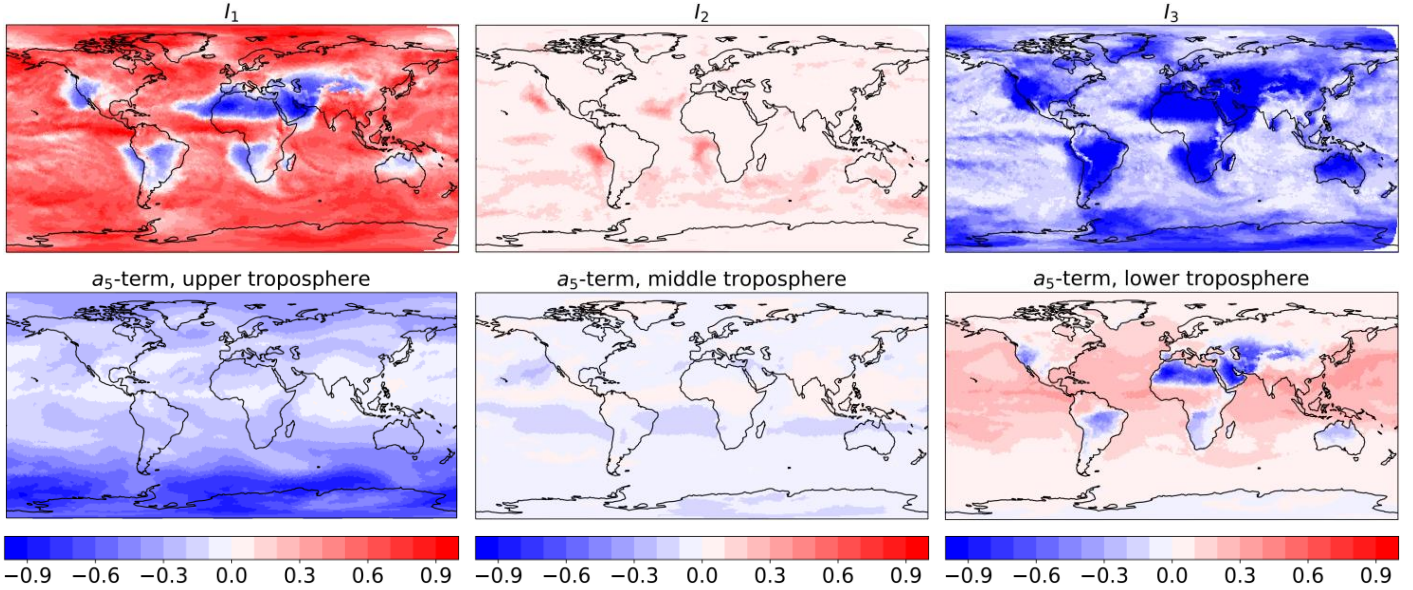 I₁
I₂
I₃
a₅-term, upper troposphere
a₅-term, middle troposphere
a₅-term, lower troposphere
−0.9 −0.6 −0.3 0.0 0.3 0.6 0.9
−0.9 −0.6 −0.3 0.0 0.3 0.6 0.9
−0.9 −0.6 −0.3 0.0 0.3 0.6 0.9